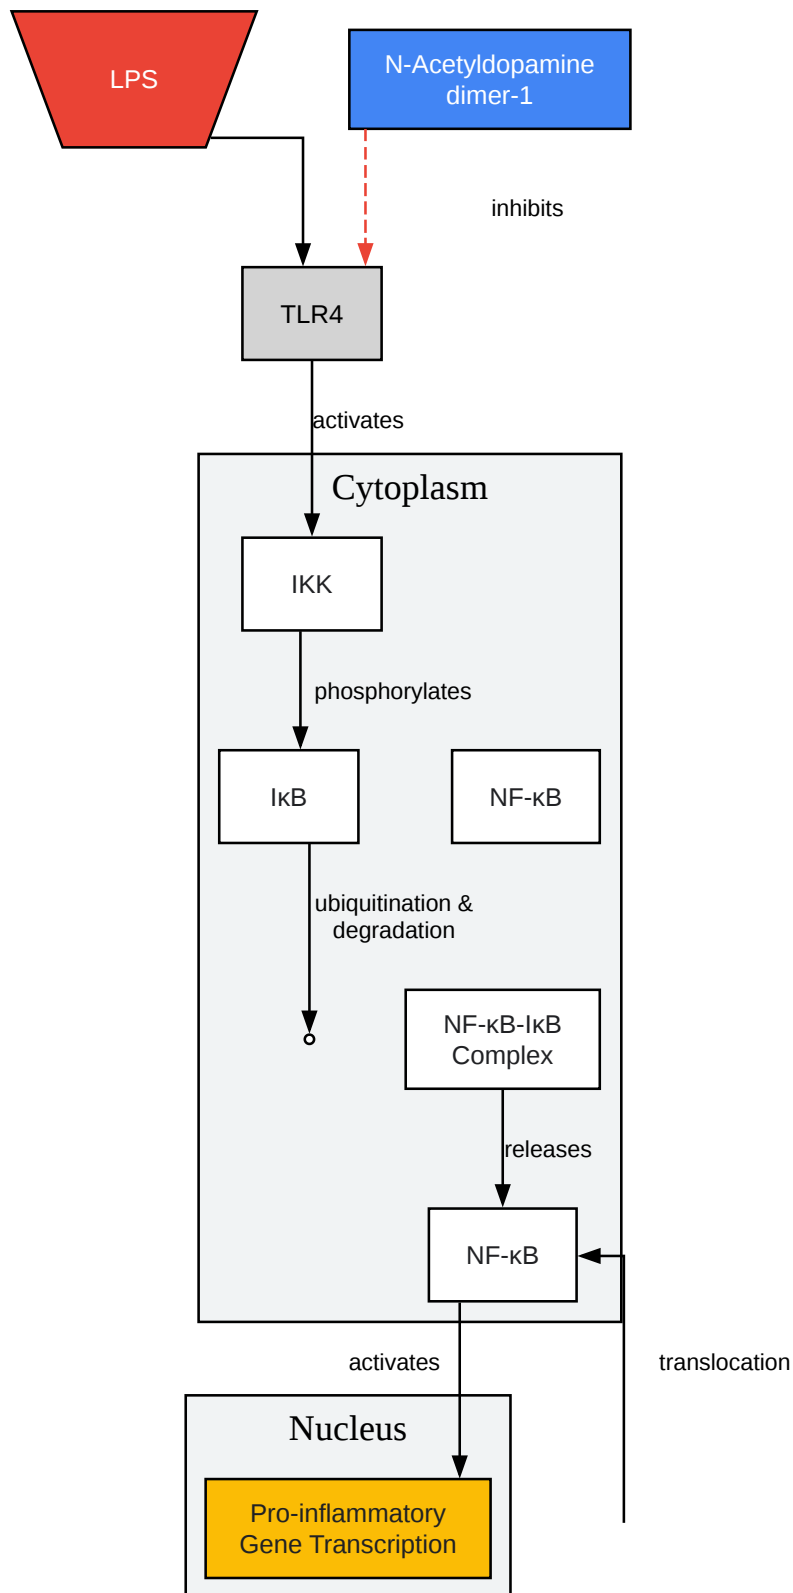 LPS
N-Acetyldopamine
dimer-1
inhibits
TLR4
activates
Cytoplasm
IKK
phosphorylates
IκB
NF-κB
ubiquitination &
degradation
NF-κB-IκB
Complex
releases
NF-κB
activates
translocation
Nucleus
Pro-inflammatory
Gene Transcription